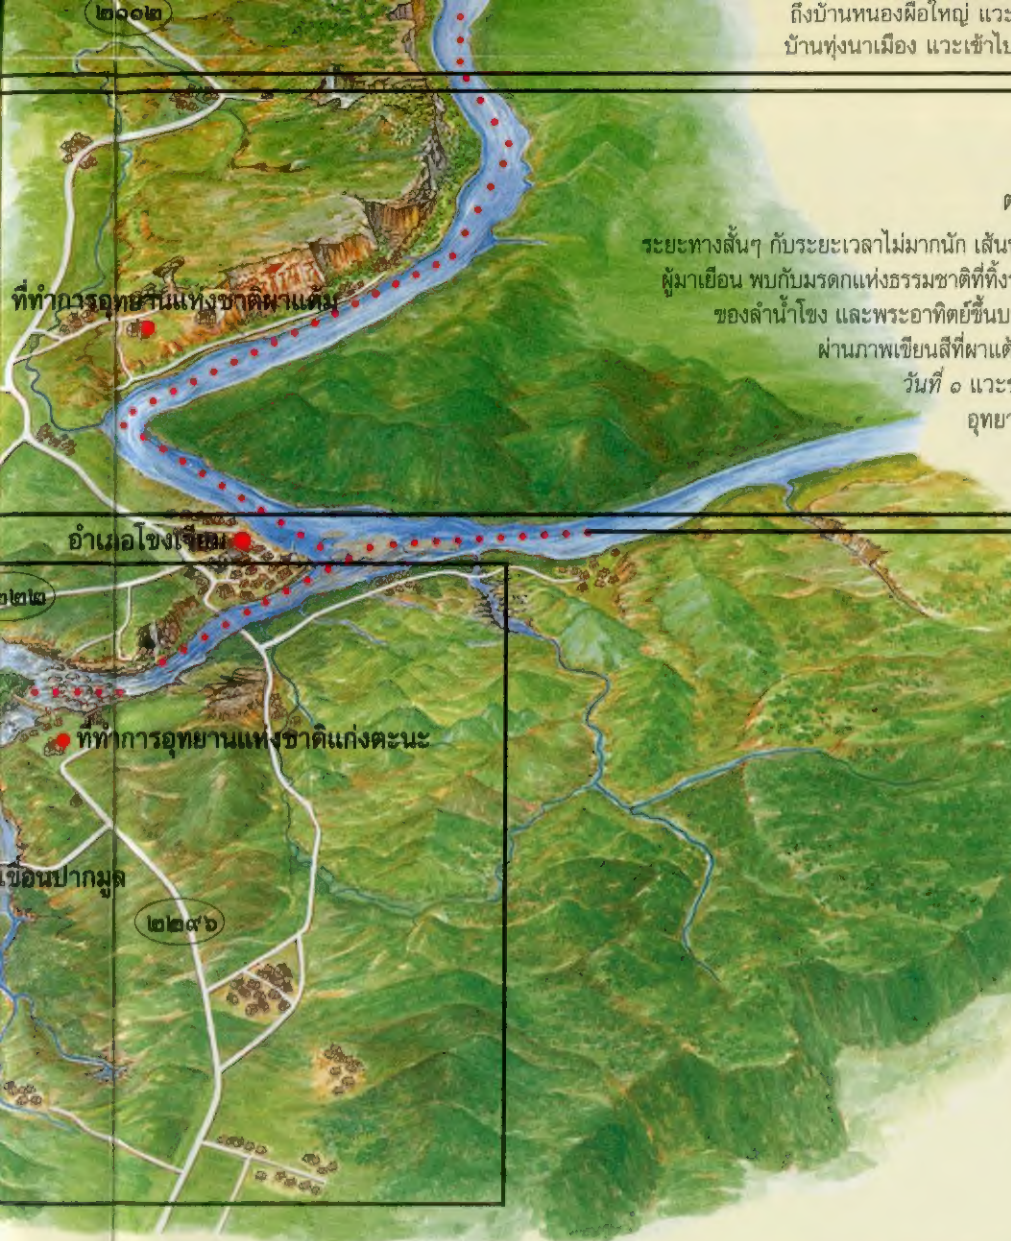 ๒๑๑๒
ถึงบ้านหนองผือใหญ่ แวะ
บ้านทุ่งนาเมือง แวะเข้าไป
ระยะทางสั้นๆ กับระยะเวลาไม่มากนัก
ผู้มาเยือน พบกับมรดกแห่งธรรมชาติที่ทิ้ง
ของลำน้ำโขง และพระอาทิตย์ขึ้น
ผ่านภาพเขียนสีที่ผาแต้
วันที่ ๑ แวะ
อุทยา
ที่ทำการอุทยานแห่งชาติผาแต้ม
อำเภอโขงเจียม
๒๒๒
ที่ทำการอุทยานแห่งชาติแก่งตะนะ
เขื่อนปากมูล
๒๒๙๖